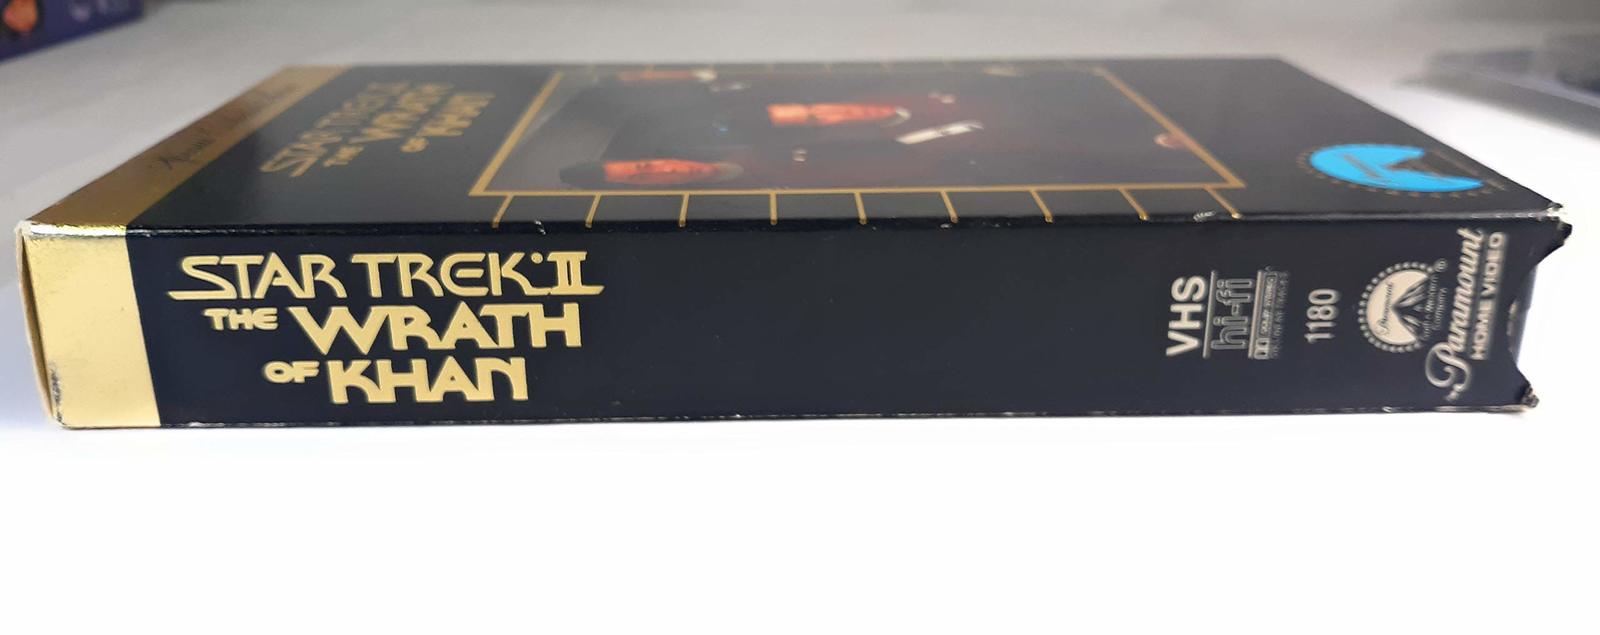 STAR TREK II
THE WRATH
OF KHAN
STAR TREK II
THE WRATH
OF KHAN
VHS
hi-fi
1180
Paramount
Paramount
HOME VIDEO